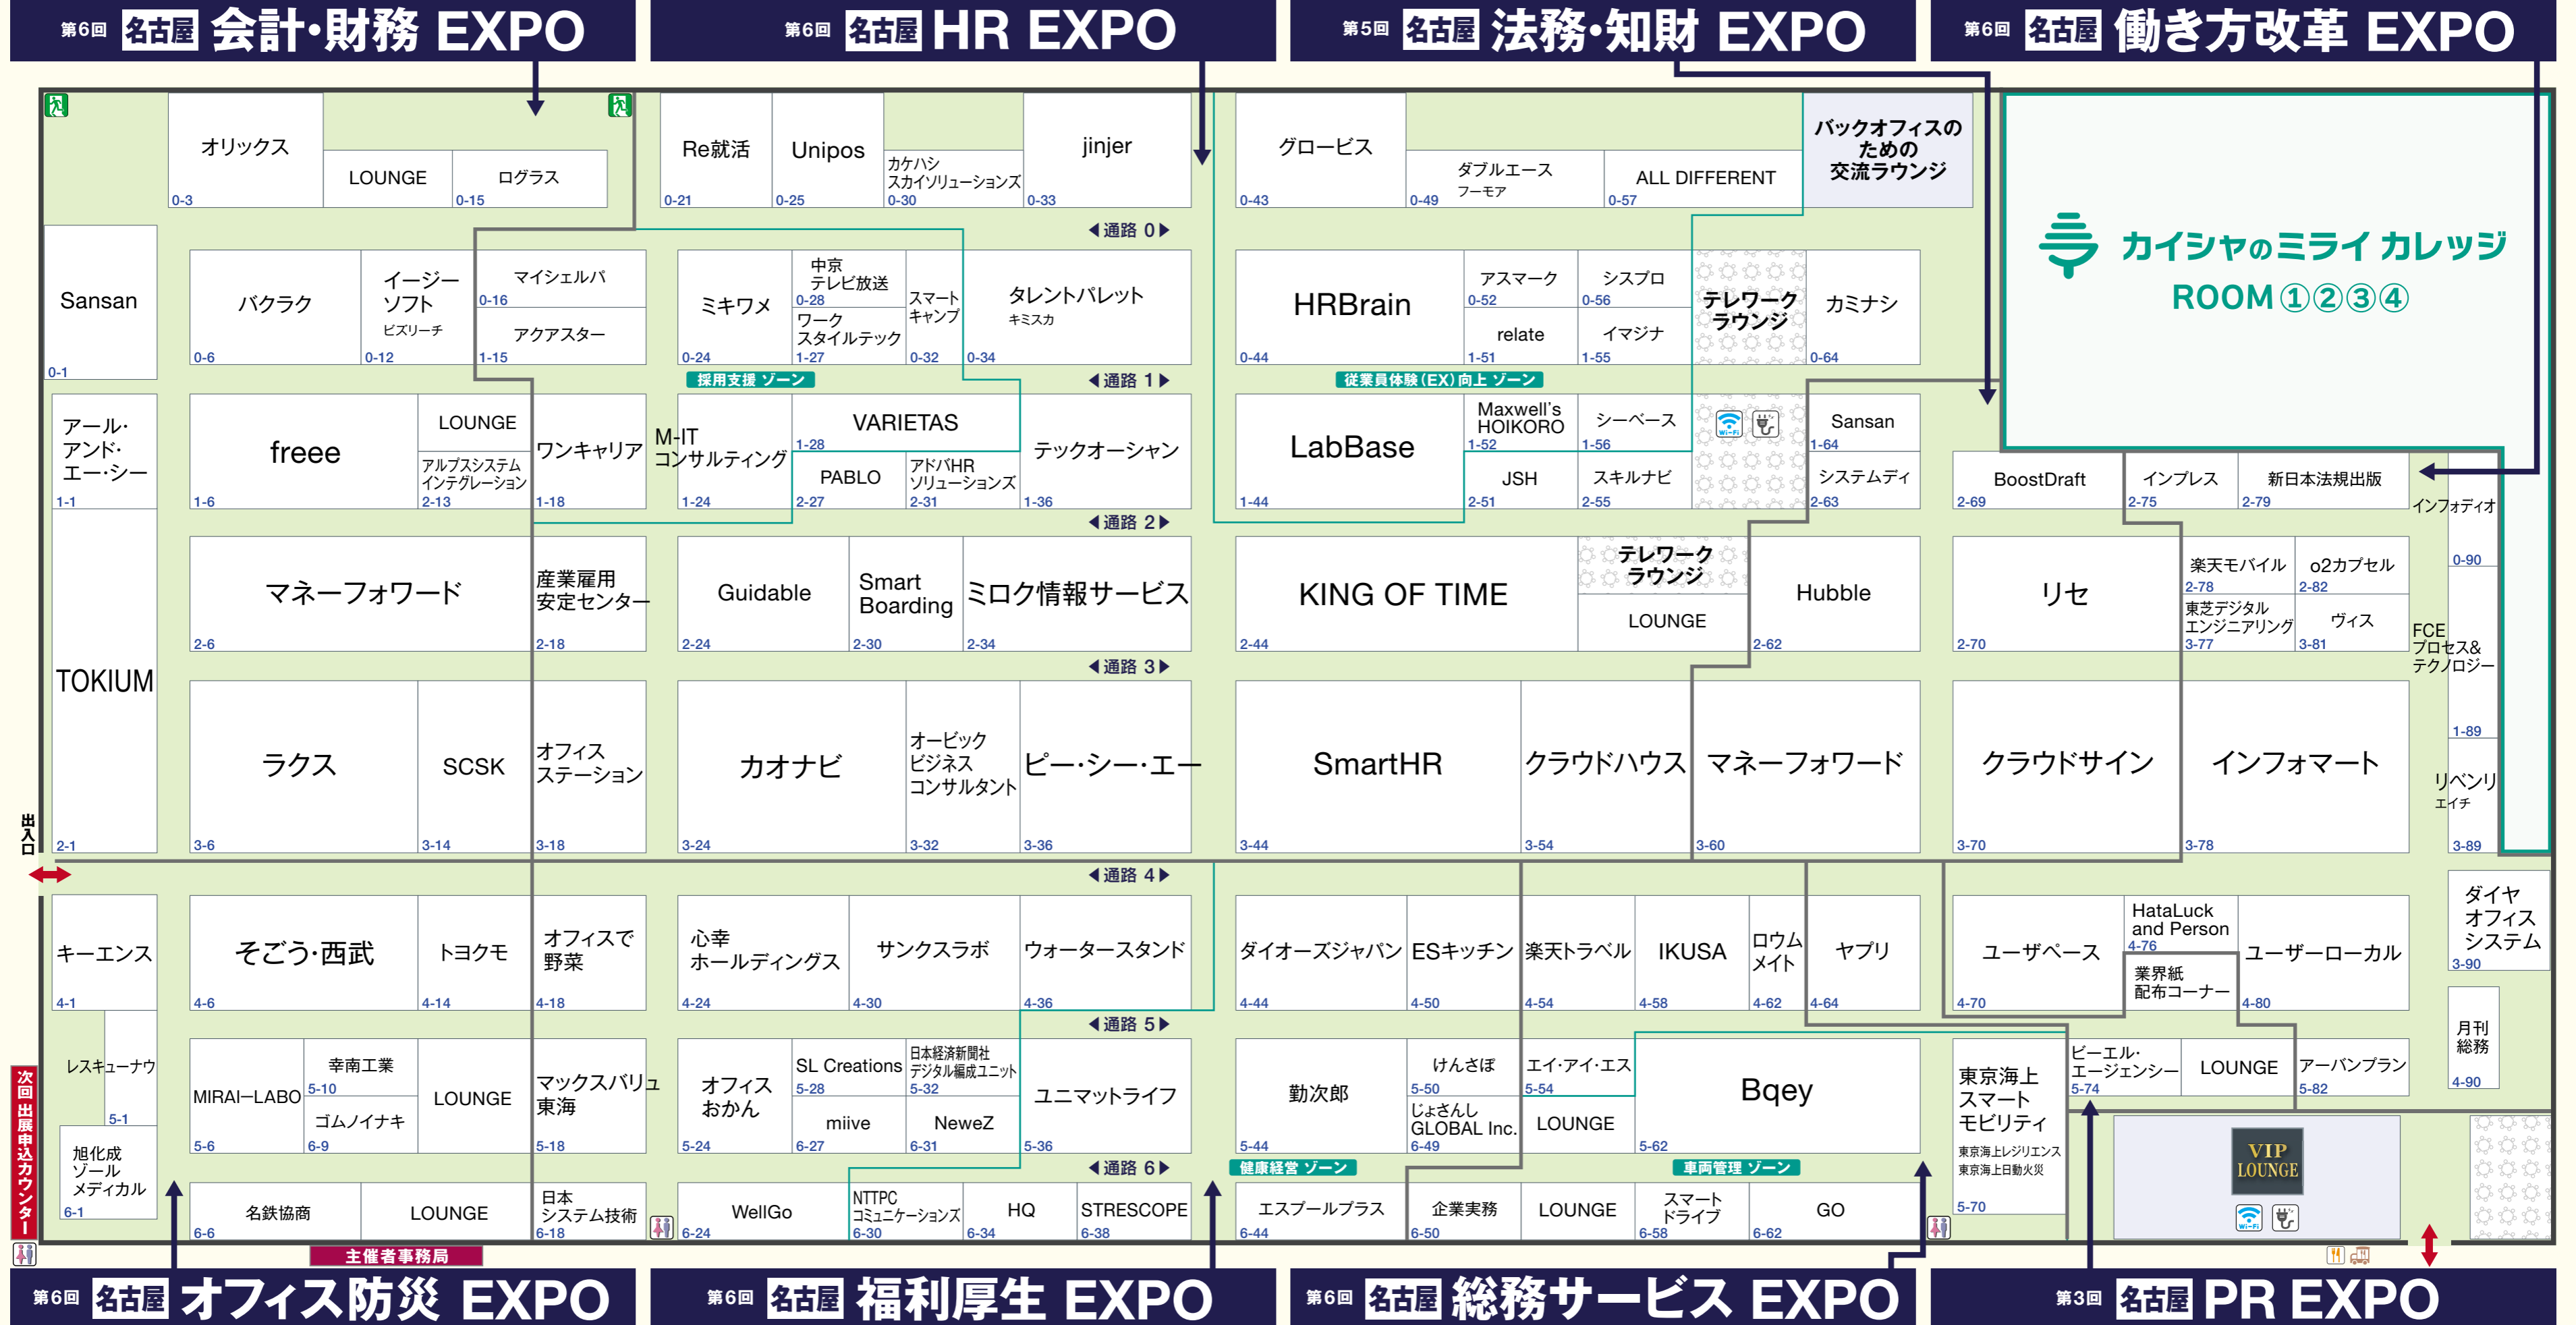 第6回 名古屋 会計・財務 EXPO
第6回 名古屋 HR EXPO
第5回 名古屋 法務・知財 EXPO
第6回 名古屋 働き方改革 EXPO
オリックス
0-3
LOUNGE
ログラス
0-15
Re就活
0-21
Unipos
0-25
カケハシ
スカイソリューションズ
0-30
jinjer
0-33
グロービス
0-43
ダブルエース
フーモア
0-49
ALL DIFFERENT
0-57
バックオフィスの
ための
交流ラウンジ
カイシャのミライ カレッジ
ROOM①②③④
◀通路 0▶
Sansan
0-1
バクラク
0-6
イージー
ソフト
ビズリーチ
0-12
マイシェルパ
0-16
アクアスター
1-15
ミキワメ
0-24
中京
テレビ放送
0-28
ワーク
スタイルテック
1-27
スマート
キャンプ
0-32
タレントパレット
キミスカ
0-34
HRBrain
0-44
アスマーク
0-52
シスプロ
0-56
relate
1-51
イマジナ
1-55
テレワーク
ラウンジ
カミナシ
0-64
採用支援 ゾーン
◀通路 1▶
従業員体験(EX)向上 ゾーン
アール・
アンド・
エー・シー
1-1
freee
1-6
LOUNGE
アルプスシステム
インテグレーション
2-13
ワンキャリア
1-18
M-IT
コンサルティング
1-24
VARIETAS
1-28
PABLO
2-27
アドバHR
ソリューションズ
2-31
テックオーシャン
1-36
LabBase
1-44
Maxwell's
HOIKORO
1-52
シーベース
1-56
JSH
2-51
スキルナビ
2-55
Wi-Fi
Sansan
1-64
システムディ
2-63
BoostDraft
2-69
インプレス
2-75
新日本法規出版
2-79
インフォディオ
0-90
◀通路 2▶
TOKIUM
2-1
マネーフォワード
2-6
産業雇用
安定センター
2-18
Guidable
2-24
Smart
Boarding
2-30
ミロク情報サービス
2-34
KING OF TIME
2-44
テレワーク
ラウンジ
LOUNGE
Hubble
2-62
リセ
2-70
楽天モバイル
2-78
o2カプセル
2-82
東芝デジタル
エンジニアリング
3-77
ヴィス
3-81
FCE
プロセス&
テクノロジー
1-89
◀通路 3▶
ラクス
3-6
SCSK
3-14
オフィス
ステーション
3-18
カオナビ
3-24
オービック
ビジネス
コンサルタント
3-32
ピー・シー・エー
3-36
SmartHR
3-44
クラウドハウス
3-54
マネーフォワード
3-60
クラウドサイン
3-70
インフォマート
3-78
リベンリ
エイチ
3-89
出入口
◀通路 4▶
キーエンス
4-1
そごう・西武
4-6
トヨクモ
4-14
オフィスで
野菜
4-18
心幸
ホールディングス
4-24
サンクスラボ
4-30
ウォータースタンド
4-36
ダイオーズジャパン
4-44
ESキッチン
4-50
楽天トラベル
4-54
IKUSA
4-58
ロウム
メイト
4-62
ヤプリ
4-64
ユーザベース
4-70
HataLuck
and Person
4-76
業界紙
配布コーナー
ユーザーローカル
4-80
ダイヤ
オフィス
システム
3-90
◀通路 5▶
レスキューナウ
5-1
MIRAI-LABO
5-6
幸南工業
5-10
ゴムノイナキ
6-9
LOUNGE
マックスバリュ
東海
5-18
オフィス
おかん
5-24
SL Creations
5-28
日本経済新聞社
デジタル編成ユニット
5-32
miive
6-27
NeweZ
6-31
ユニマットライフ
5-36
勤次郎
5-44
けんさぽ
5-50
じょさんし
GLOBAL Inc.
6-49
エイ・アイ・エス
5-54
LOUNGE
Bqey
5-62
東京海上
スマート
モビリティ
東京海上レジリエンス
東京海上日動火災
5-70
ビーエル・
エージェンシー
5-74
LOUNGE
アーバンプラン
5-82
月刊
総務
4-90
◀通路 6▶
健康経営 ゾーン
車両管理 ゾーン
次回 出展申込カウンター
旭化成
ゾール
メディカル
6-1
名鉄協商
6-6
LOUNGE
日本
システム技術
6-18
WellGo
6-24
NTTPC
コミュニケーションズ
6-30
HQ
6-34
STRESCOPE
6-38
エスプールプラス
6-44
企業実務
6-50
LOUNGE
スマート
ドライブ
6-58
GO
6-62
VIP
LOUNGE
Wi-Fi
主催者事務局
第6回 名古屋 オフィス防災 EXPO
第6回 名古屋 福利厚生 EXPO
第6回 名古屋 総務サービス EXPO
第3回 名古屋 PR EXPO